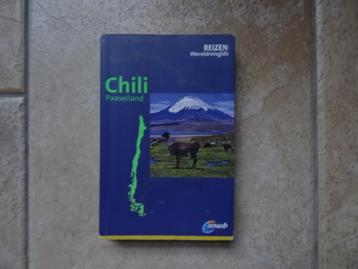 REIZEN
Wereldreisgids
Chili
Paaseiland
anwb